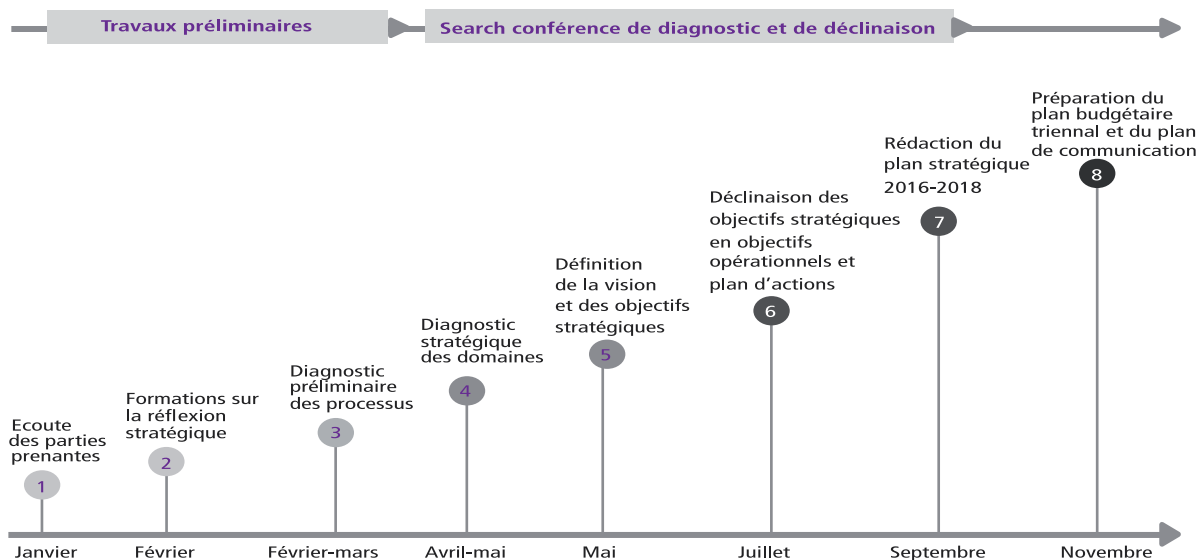 Travaux préliminaires
Search conférence de diagnostic et de déclinaison
Ecoute
des parties
prenantes
1
Formations sur
la réflexion
stratégique
2
Diagnostic
préliminaire
des processus
3
Diagnostic
stratégique
des domaines
4
Définition
de la vision
et des objectifs
stratégiques
5
Déclinaison des
objectifs stratégiques
en objectifs
opérationnels et
plan d’actions
6
Rédaction du
plan stratégique
2016-2018
7
Préparation du
plan budgétaire
triennal et du plan
de communication
8
Janvier
Février
Février-mars
Avril-mai
Mai
Juillet
Septembre
Novembre